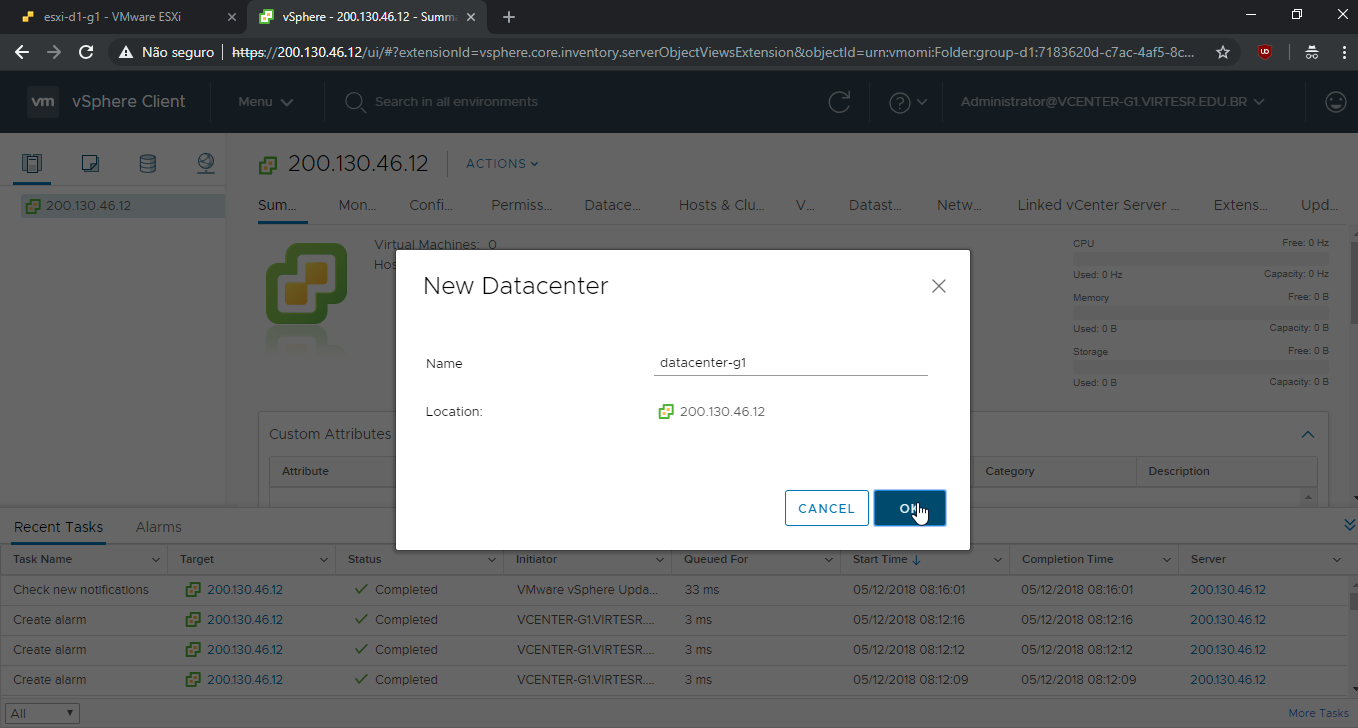 esxi-d1-g1 - VMware ESXi
vSphere - 200.130.46.12 - Summa
Não seguro https://200.130.46.12/ui/#?extensionId=vsphere.core.inventory.serverObjectViewsExtension&objectId=urn:vmomi:Folder:group-d1:7183620d-c7ac-4af5-8c...
vm vSphere Client Menu Search in all environments Administrator@VCENTER-G1.VIRTESR.EDU.BR
200.130.46.12 ACTIONS
200.130.46.12
Sum... Mon... Confi... Permiss... Datace... Hosts & Clu... V... Datast... Netw... Linked vCenter Server ... Extens... Upd...
Virtual Machines: 0
Hos
CPU Free: 0 Hz
Used: 0 Hz Capacity: 0 Hz
Memory Free: 0 B
Used: 0 B Capacity: 0 B
Storage Free: 0 B
Used: 0 B Capacity: 0 B
New Datacenter
Name datacenter-g1
Location: 200.130.46.12
CANCEL OK
Custom Attributes
Attribute Category Description
Recent Tasks Alarms
Task Name Target Status Initiator Queued For Start Time Completion Time Server
Check new notifications 200.130.46.12 Completed VMware vSphere Upda... 33 ms 05/12/2018 08:16:01 05/12/2018 08:16:01 200.130.46.12
Create alarm 200.130.46.12 Completed VCENTER-G1.VIRTESR.... 3 ms 05/12/2018 08:12:16 05/12/2018 08:12:16 200.130.46.12
Create alarm 200.130.46.12 Completed VCENTER-G1.VIRTESR.... 3 ms 05/12/2018 08:12:12 05/12/2018 08:12:12 200.130.46.12
Create alarm 200.130.46.12 Completed VCENTER-G1.VIRTESR.... 3 ms 05/12/2018 08:12:09 05/12/2018 08:12:09 200.130.46.12
All More Tasks